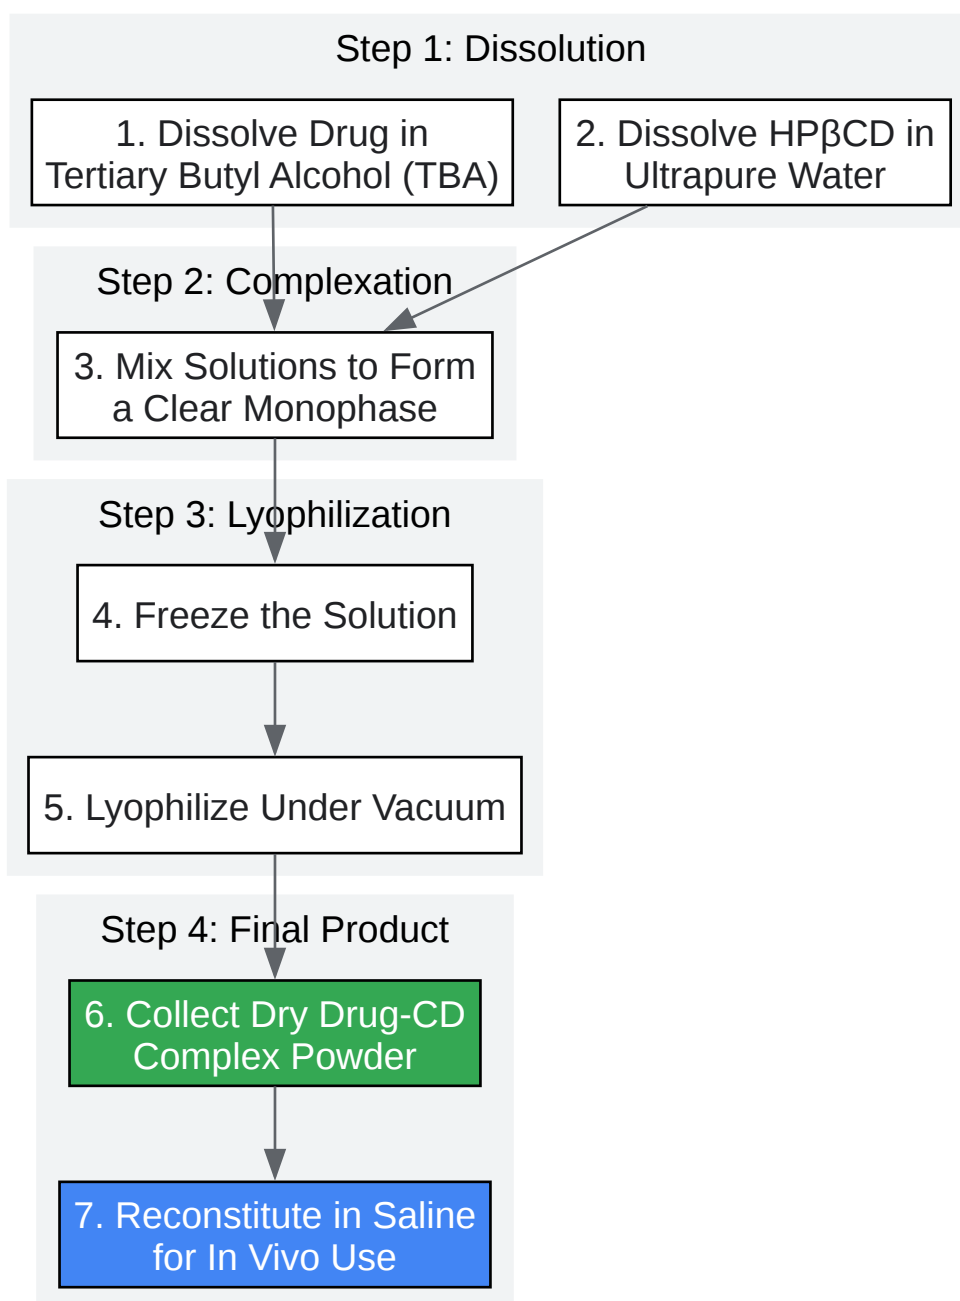 Step 1: Dissolution
1. Dissolve Drug in
Tertiary Butyl Alcohol (TBA)
2. Dissolve HPβCD in
Ultrapure Water
Step 2: Complexation
3. Mix Solutions to Form
a Clear Monophase
Step 3: Lyophilization
4. Freeze the Solution
5. Lyophilize Under Vacuum
Step 4: Final Product
6. Collect Dry Drug-CD
Complex Powder
7. Reconstitute in Saline
for In Vivo Use